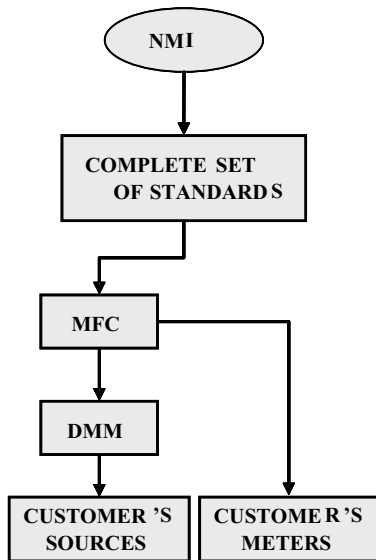 NMI
COMPLETE SET
OF STANDARDS
MFC
DMM
CUSTOMER'S
SOURCES
CUSTOMER'S
METERS